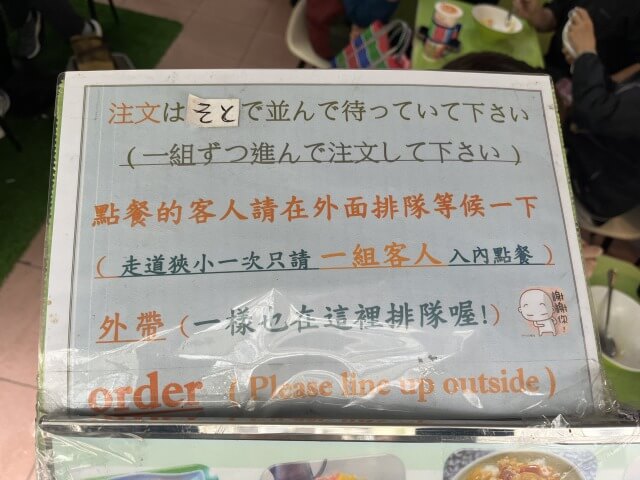 注文は そとで並んで待っていて下さい
(一組ずつ進んで注文して下さい)
點餐的客人請在外面排隊等候一下
( 走道狹小一次只請 一組客人 入內點餐 )
外帶 (一樣也在這裡排隊喔!)
謝謝你!
order ( Please line up outside )